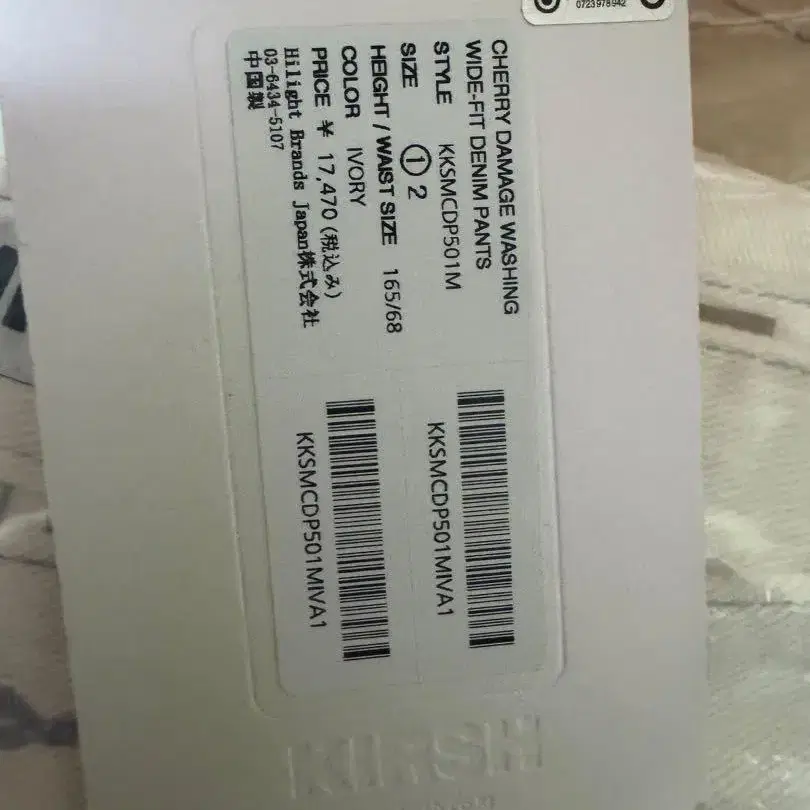 0723978942
CHERRY DAMAGE WASHING
WIDE-FIT DENIM PANTS
STYLE KKSMCDP501M
SIZE ① 2
HEIGHT / WAIST SIZE 165/68
COLOR IVORY
PRICE ¥ 17,470 (税込み)
Hilight Brands Japan株式会社
03-6434-5107
中国製
KKSMCDP501MIVA1
KKSMCDP501MIVA1
KIRSH